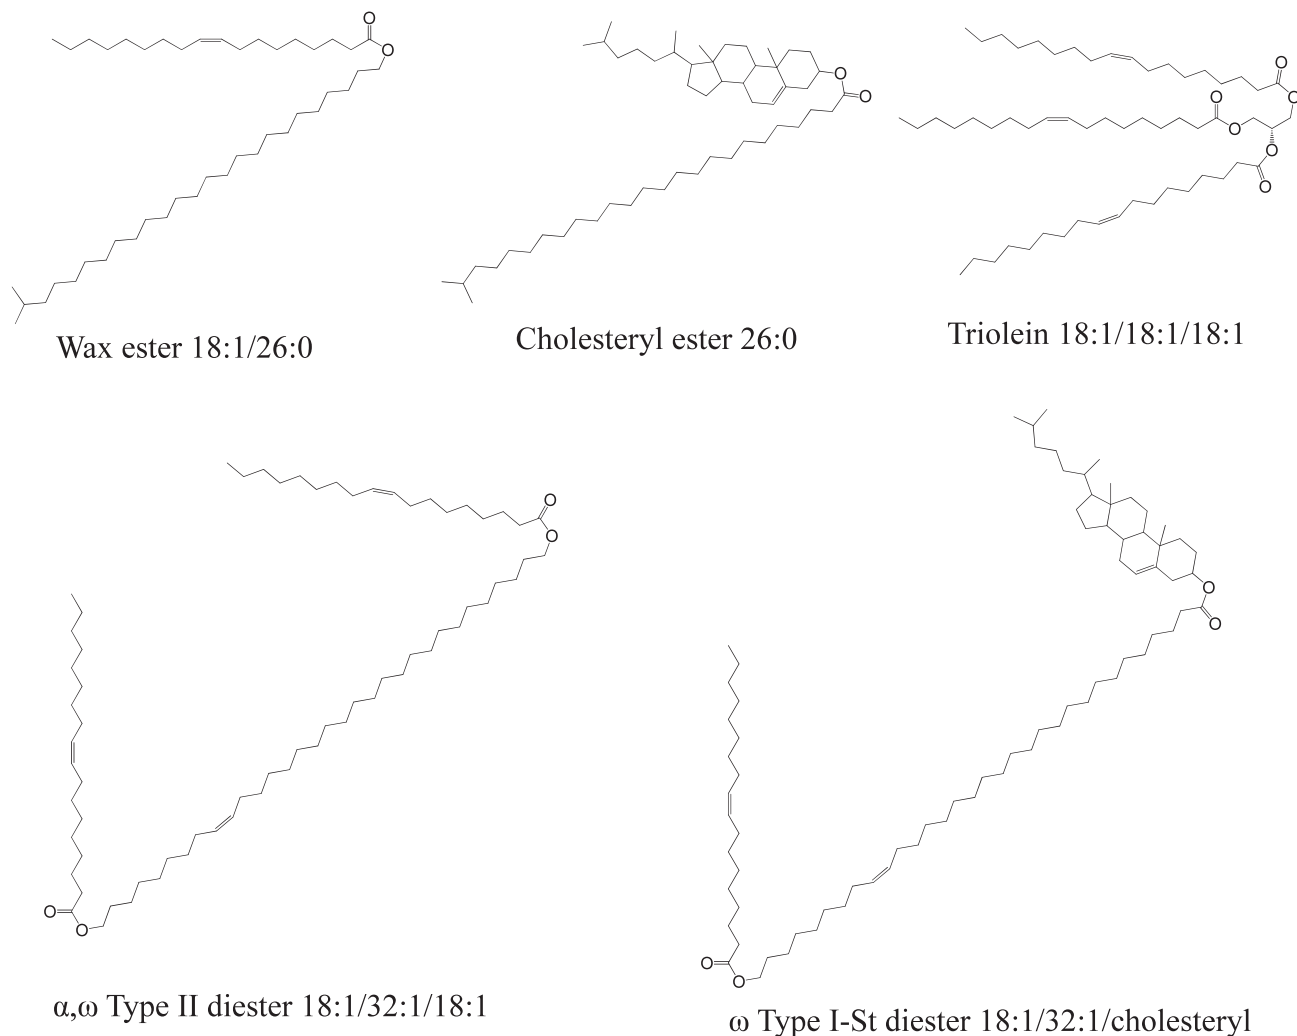 O
O
O
O
O
O
O
O
O
O
Wax ester 18:1/26:0
Cholesteryl ester 26:0
Triolein 18:1/18:1/18:1
O
O
O
O
O
O
O
O
α,ω Type II diester 18:1/32:1/18:1
ω Type I-St diester 18:1/32:1/cholesteryl